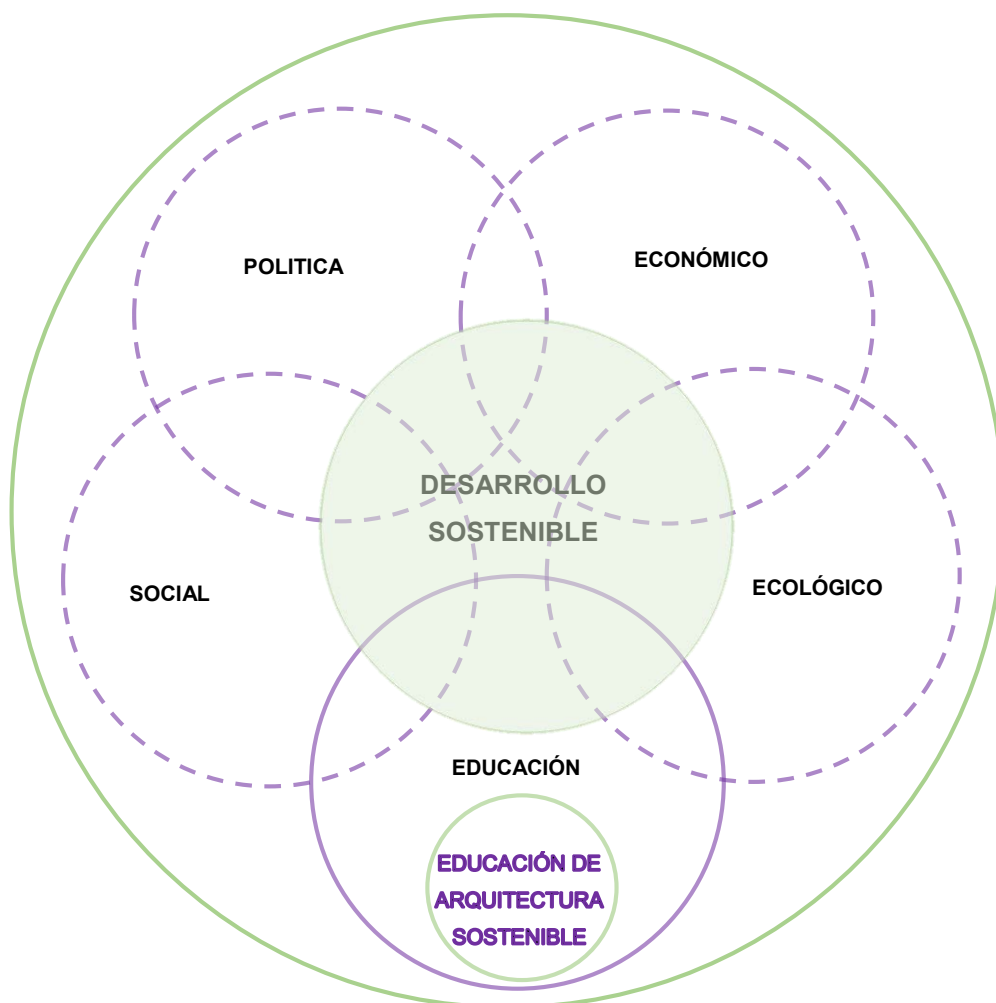 POLITICA
ECONÓMICO
DESARROLLO
SOSTENIBLE
SOCIAL
ECOLÓGICO
EDUCACIÓN
EDUCACIÓN DE
ARQUITECTURA
SOSTENIBLE